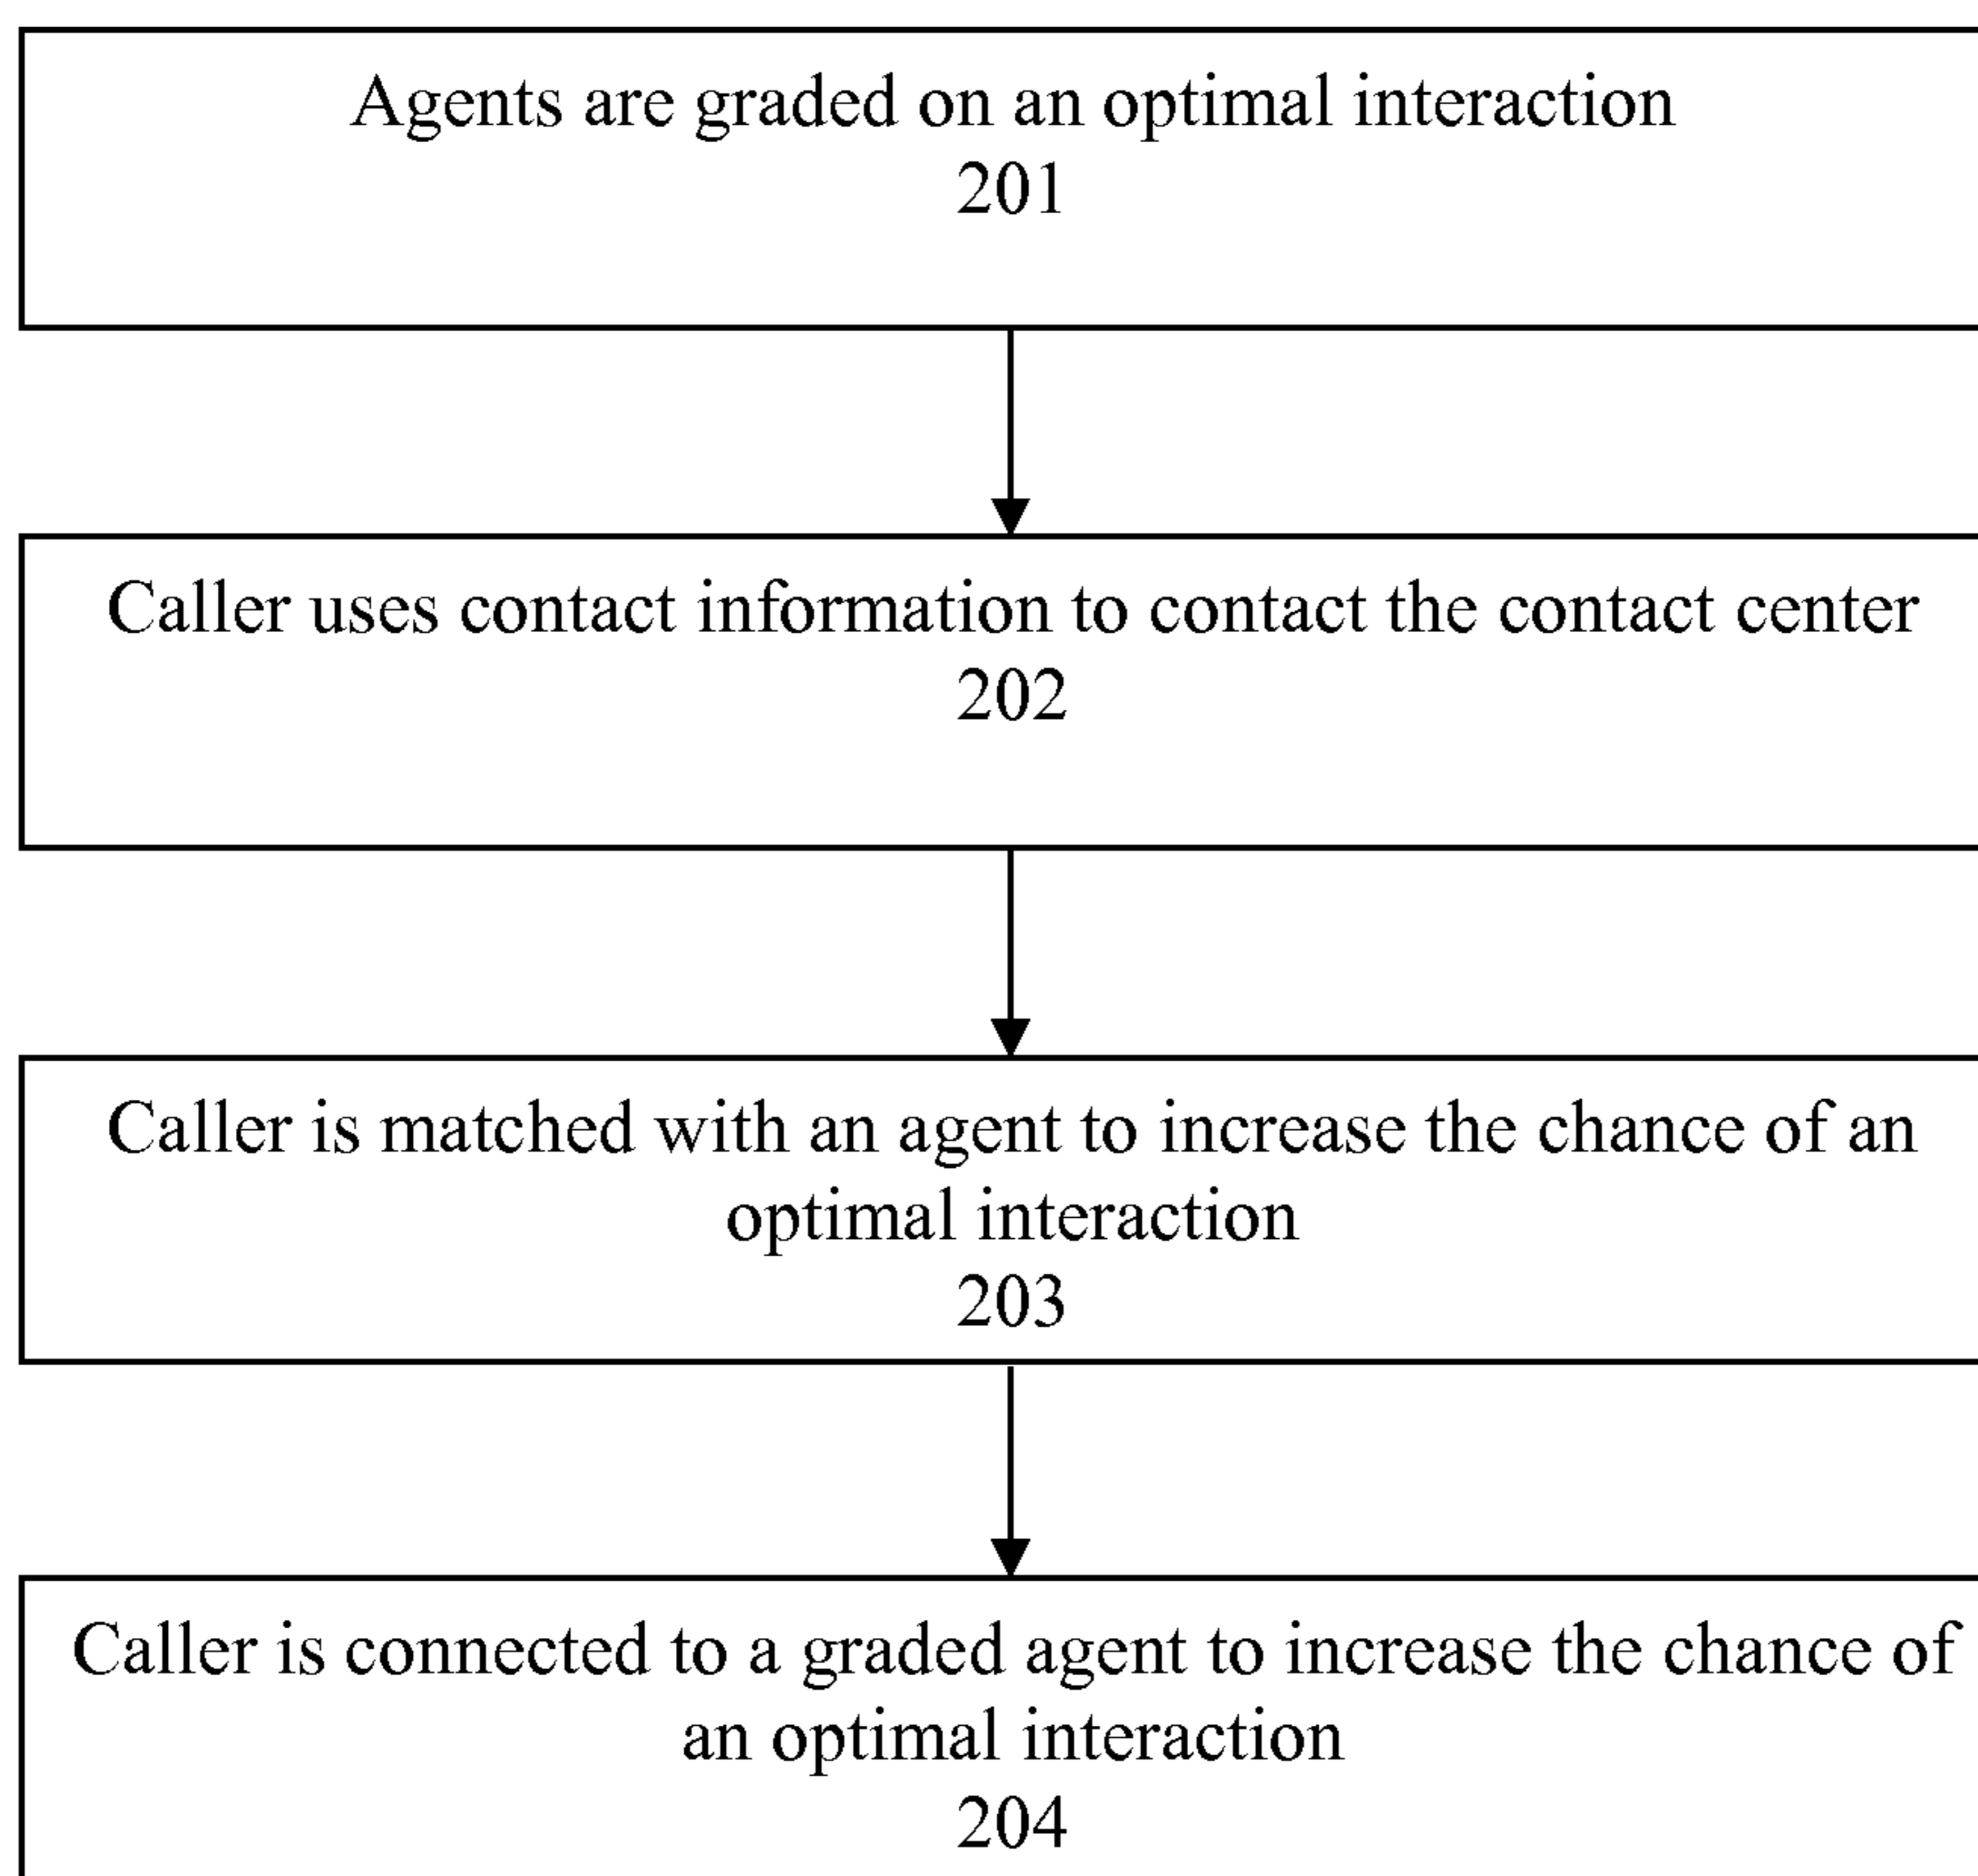 Agents are graded on an optimal interaction
201
Caller uses contact information to contact the contact center
202
Caller is matched with an agent to increase the chance of an
optimal interaction
203
Caller is connected to a graded agent to increase the chance of
an optimal interaction
204